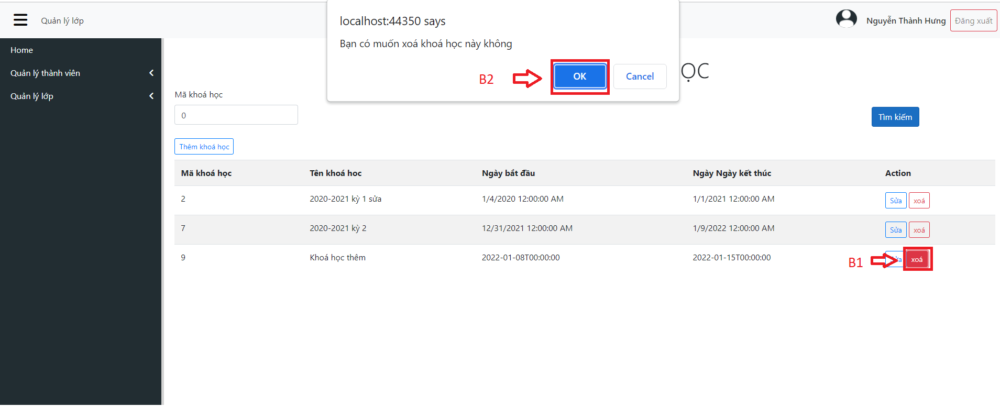 Quản lý lớp
localhost:44350 says
Nguyễn Thành Hưng Đăng xuất
Bạn có muốn xoá khoá học này không
Home
Quản lý thành viên
Quản lý lớp
B2 OK Cancel
ỌC
Mã khoá học
0
Tìm kiếm
Thêm khoá học
Mã khoá học Tên khoá hoc Ngày bắt đầu Ngày Ngày kết thúc Action
2 2020-2021 kỳ 1 sửa 1/4/2020 12:00:00 AM 1/1/2021 12:00:00 AM Sửa xoá
7 2020-2021 kỳ 2 12/31/2021 12:00:00 AM 1/9/2022 12:00:00 AM Sửa xoá
9 Khoá học thêm 2022-01-08T00:00:00 2022-01-15T00:00:00 xoá
B1